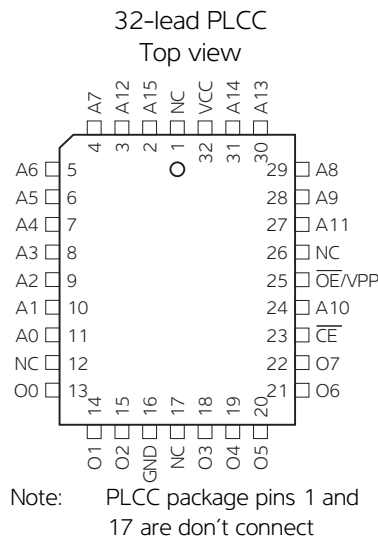 32-lead PLCC
Top view
A7 A12 A15 NC VCC A14 A13
4 3 2 1 32 31 30
A6 5 29 A8
A5 6 28 A9
A4 7 27 A11
A3 8 26 NC
A2 9 25 OE/VPP
A1 10 24 A10
A0 11 23 CE
NC 12 22 O7
O0 13 21 O6
14 15 16 17 18 19 20
O1 O2 GND NC O3 O4 O5
Note: PLCC package pins 1 and
17 are don´t connect